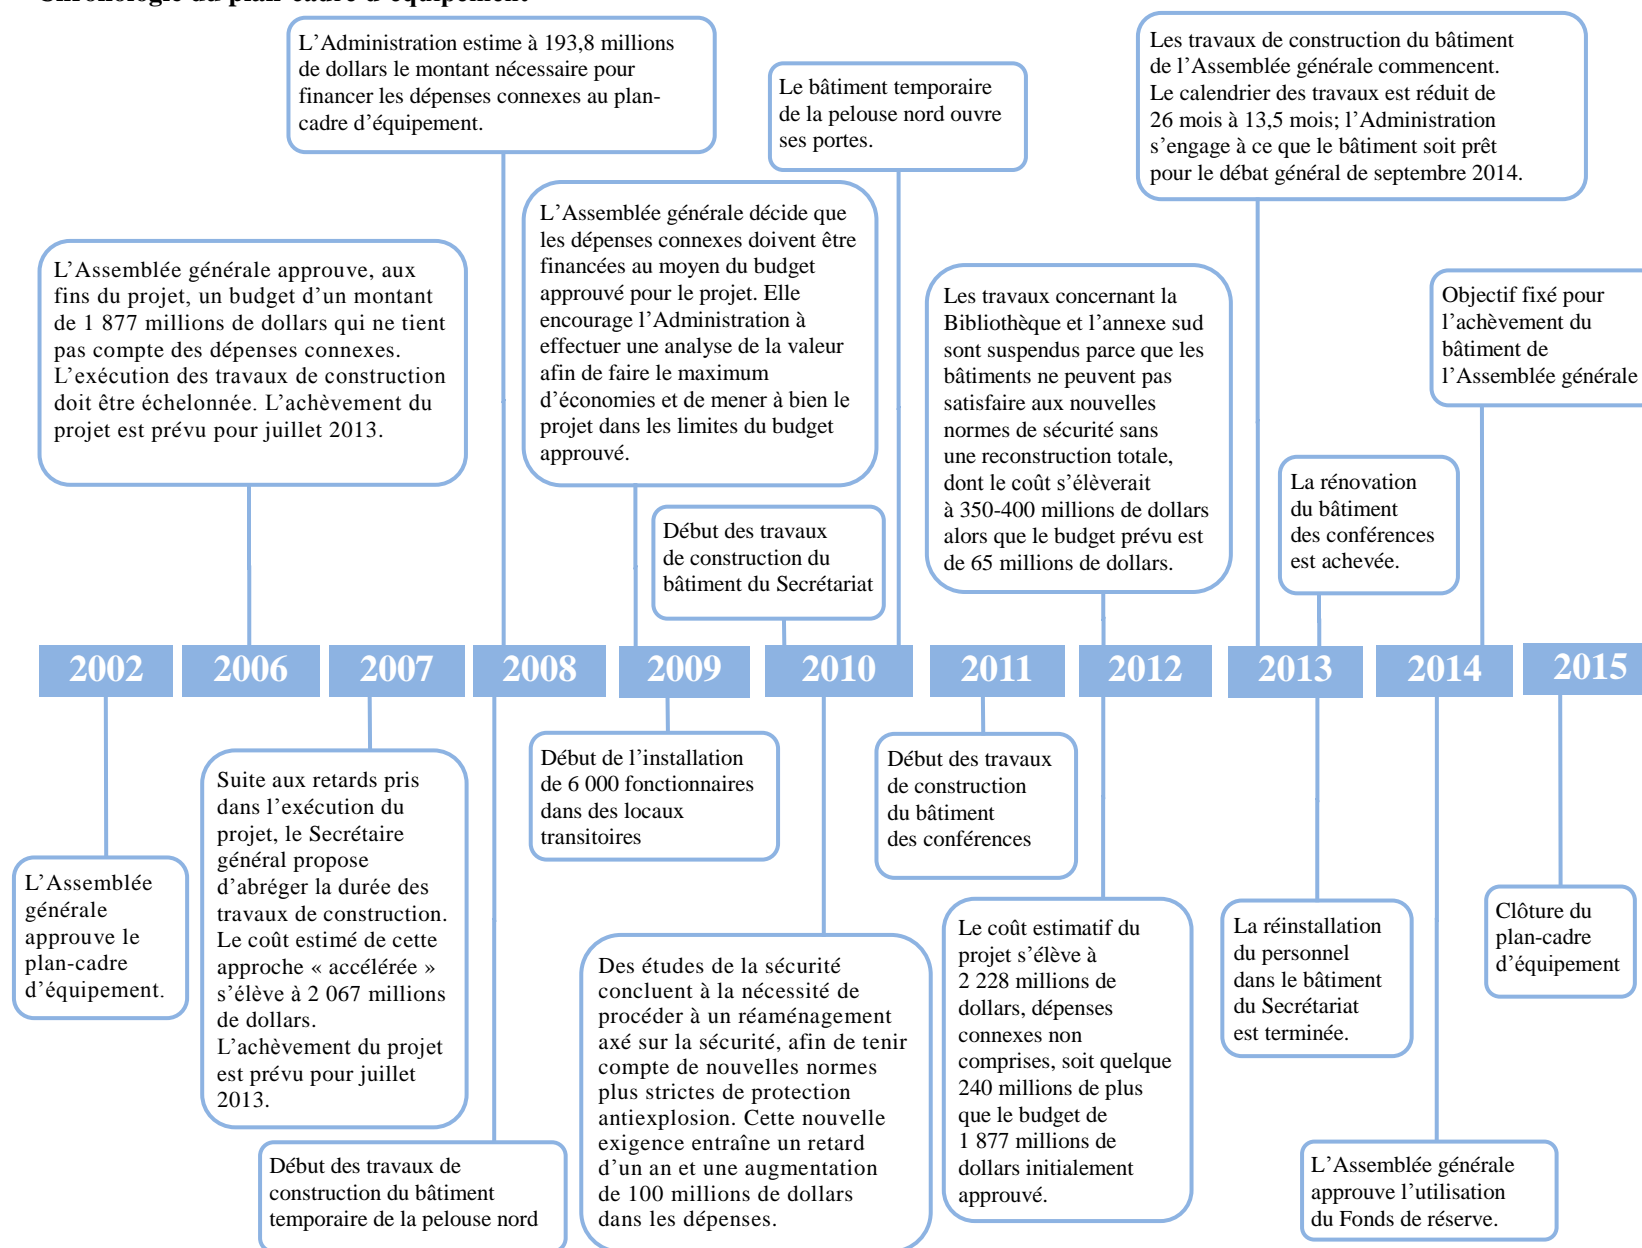 Chronologie du plan-cadre d'équipement
L'Administration estime à 193,8 millions
de dollars le montant nécessaire pour
financer les dépenses connexes au plan-
cadre d'équipement.
Le bâtiment temporaire
de la pelouse nord ouvre
ses portes.
Les travaux de construction du bâtiment
de l'Assemblée générale commencent.
Le calendrier des travaux est réduit de
26 mois à 13,5 mois; l'Administration
s'engage à ce que le bâtiment soit prêt
pour le débat général de septembre 2014.
L'Assemblée générale approuve, aux
fins du projet, un budget d'un montant
de 1 877 millions de dollars qui ne tient
pas compte des dépenses connexes.
L'exécution des travaux de construction
doit être échelonnée. L'achèvement du
projet est prévu pour juillet 2013.
L'Assemblée générale décide que
les dépenses connexes doivent être
financées au moyen du budget
approuvé pour le projet. Elle
encourage l'Administration à
effectuer une analyse de la valeur
afin de faire le maximum
d'économies et de mener à bien le
projet dans les limites du budget
approuvé.
Les travaux concernant la
Bibliothèque et l'annexe sud
sont suspendus parce que les
bâtiments ne peuvent pas
satisfaire aux nouvelles
normes de sécurité sans
une reconstruction totale,
dont le coût s'élèverait
à 350-400 millions de dollars
alors que le budget prévu est
de 65 millions de dollars.
Objectif fixé pour
l'achèvement du
bâtiment de
l'Assemblée générale
Début des travaux
de construction du
bâtiment du Secrétariat
La rénovation
du bâtiment
des conférences
est achevée.
2002 2006 2007 2008 2009 2010 2011 2012 2013 2014 2015
L'Assemblée
générale
approuve le
plan-cadre
d'équipement.
Suite aux retards pris
dans l'exécution du
projet, le Secrétaire
général propose
d'abréger la durée des
travaux de construction.
Le coût estimé de cette
approche « accélérée »
s'élève à 2 067 millions
de dollars.
L'achèvement du projet
est prévu pour juillet
2013.
Début des travaux de
construction du bâtiment
temporaire de la pelouse nord
Début de l'installation
de 6 000 fonctionnaires
dans des locaux
transitoires
Des études de la sécurité
concluent à la nécessité de
procéder à un réaménagement
axé sur la sécurité, afin de tenir
compte de nouvelles normes
plus strictes de protection
antiexplosion. Cette nouvelle
exigence entraîne un retard
d'un an et une augmentation
de 100 millions de dollars
dans les dépenses.
Début des travaux
de construction
du bâtiment
des conférences
Le coût estimatif du
projet s'élève à
2 228 millions de
dollars, dépenses
connexes non
comprises, soit quelque
240 millions de plus
que le budget de
1 877 millions de
dollars initialement
approuvé.
La réinstallation
du personnel
dans le bâtiment
du Secrétariat
est terminée.
L'Assemblée générale
approuve l'utilisation
du Fonds de réserve.
Clôture du
plan-cadre
d'équipement